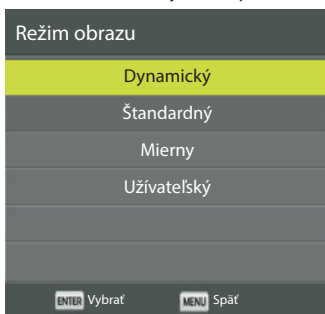 Režim obrazu
Dynamický
Štandardný
Mierny
Užívateľský
ENTER Vybrať MENU Späť